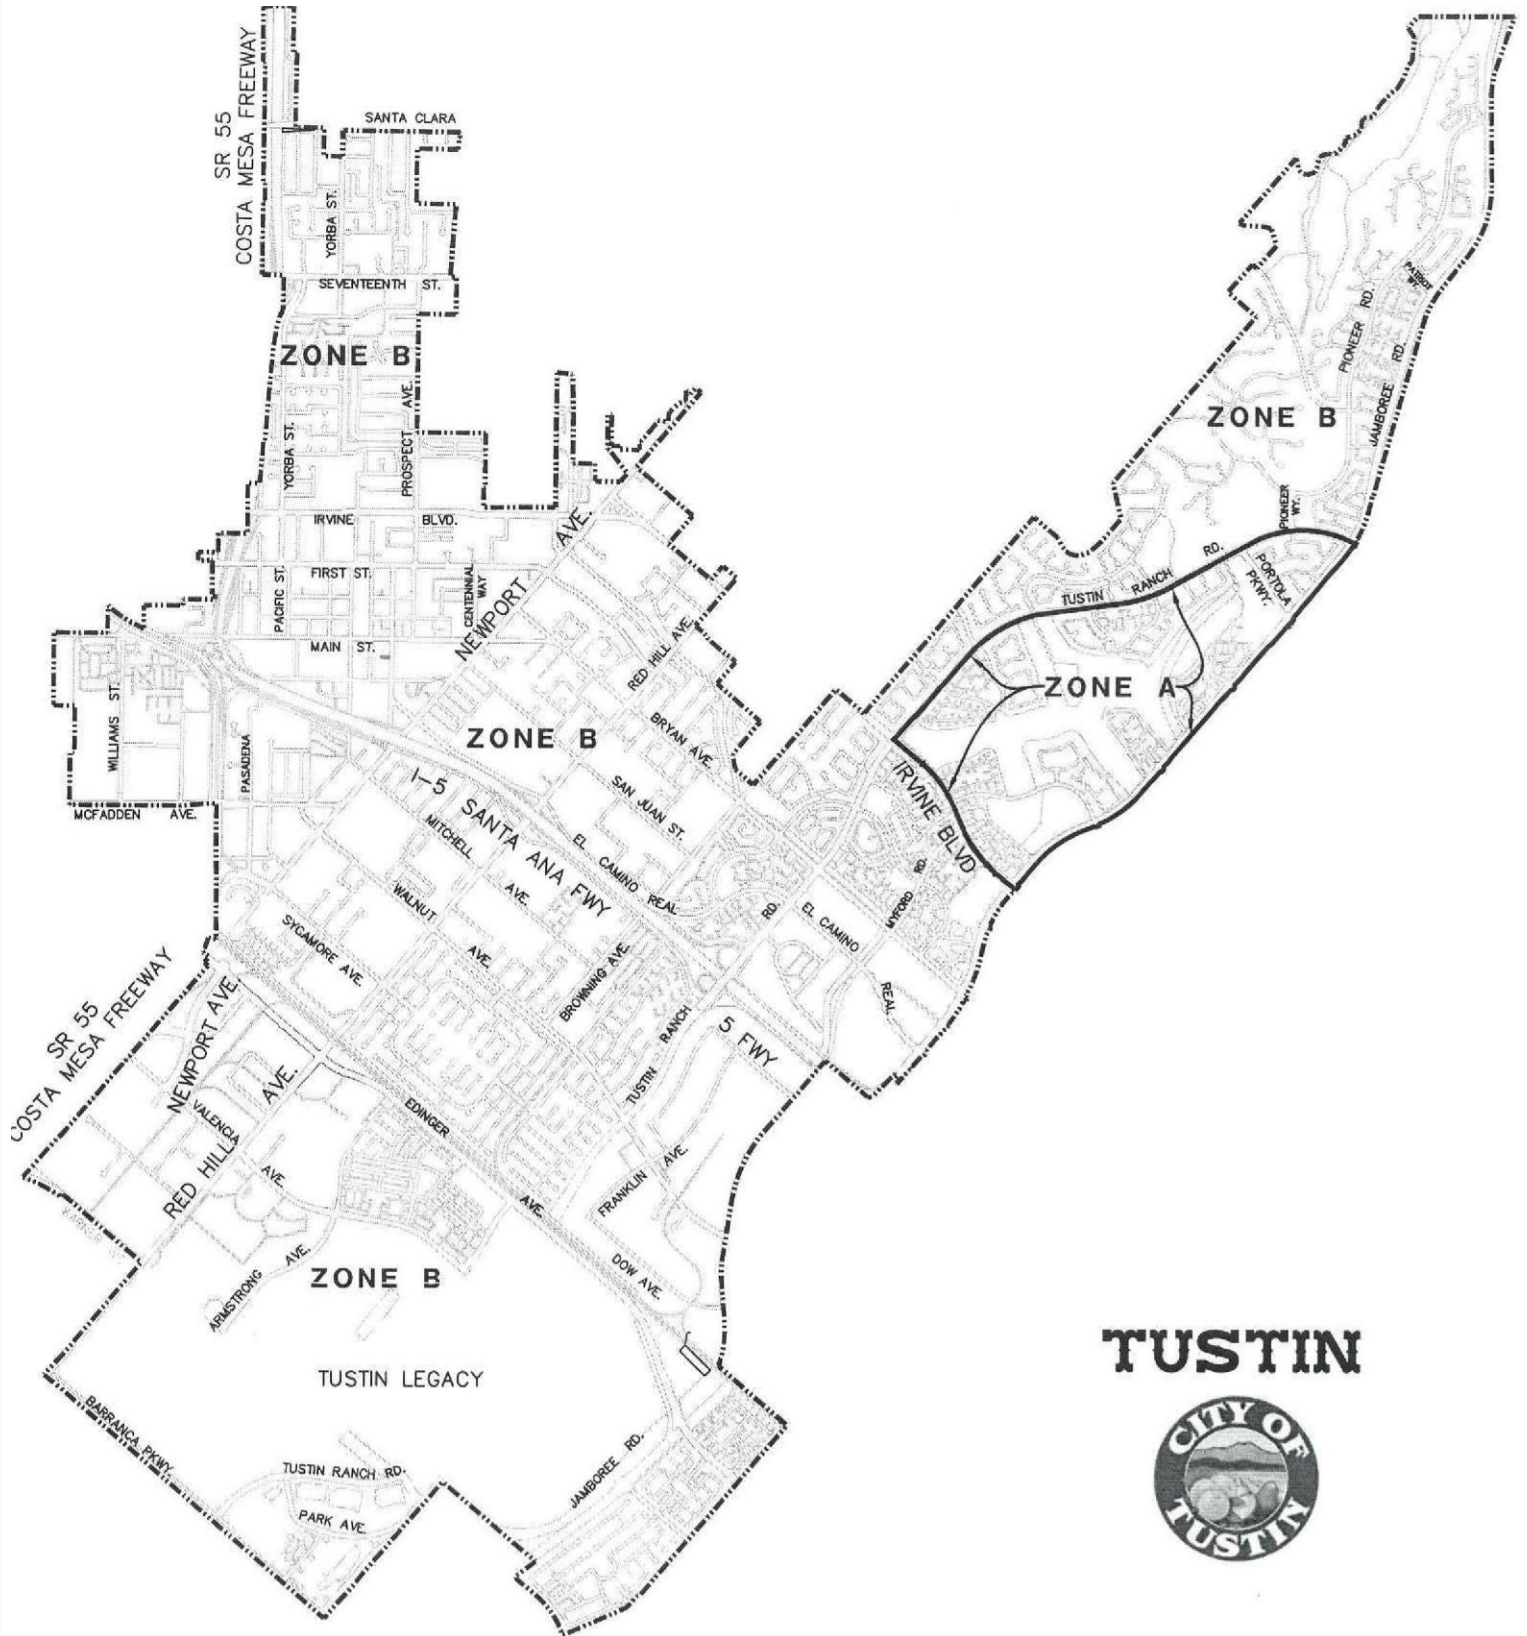 SR 55
COSTA MESA FREEWAY
SANTA CLARA
YORBA ST.
SEVENTEENTH ST.
ZONE B
PROSPECT AVE.
YORBA ST.
IRVINE BLVD.
FIRST ST.
PACIFIC ST.
CENTENNIAL
WAY
MAIN ST.
NEWPORT AVE.
RED HILL AVE.
WILLIAMS ST.
PASADENA
MCFADDEN AVE.
ZONE B
BRYAN AVE.
SAN JUAN ST.
I-5 SANTA ANA FWY
MITCHELL AVE.
EL CAMINO REAL
WALNUT AVE.
SYCAMORE AVE.
BROWNING AVE.
PATRIOT
WY.
PIONEER RD.
JAMBOREE RD.
ZONE B
PIONEER
WY.
TUSTIN RANCH RD.
PORTOLA
PKWY.
ZONE A
IRVINE BLVD
MYFORD RD.
EL CAMINO REAL
TUSTIN RANCH RD.
5 FWY
SR 55
COSTA MESA FREEWAY
NEWPORT AVE.
VALENCIA AVE.
RED HILL AVE.
EDINGER AVE.
FRANKLIN AVE.
DOW AVE.
ARMSTRONG AVE.
ZONE B
TUSTIN LEGACY
BARRANCA PKWY.
TUSTIN RANCH RD.
PARK AVE.
JAMBOREE RD.
TUSTIN
CITY OF
TUSTIN